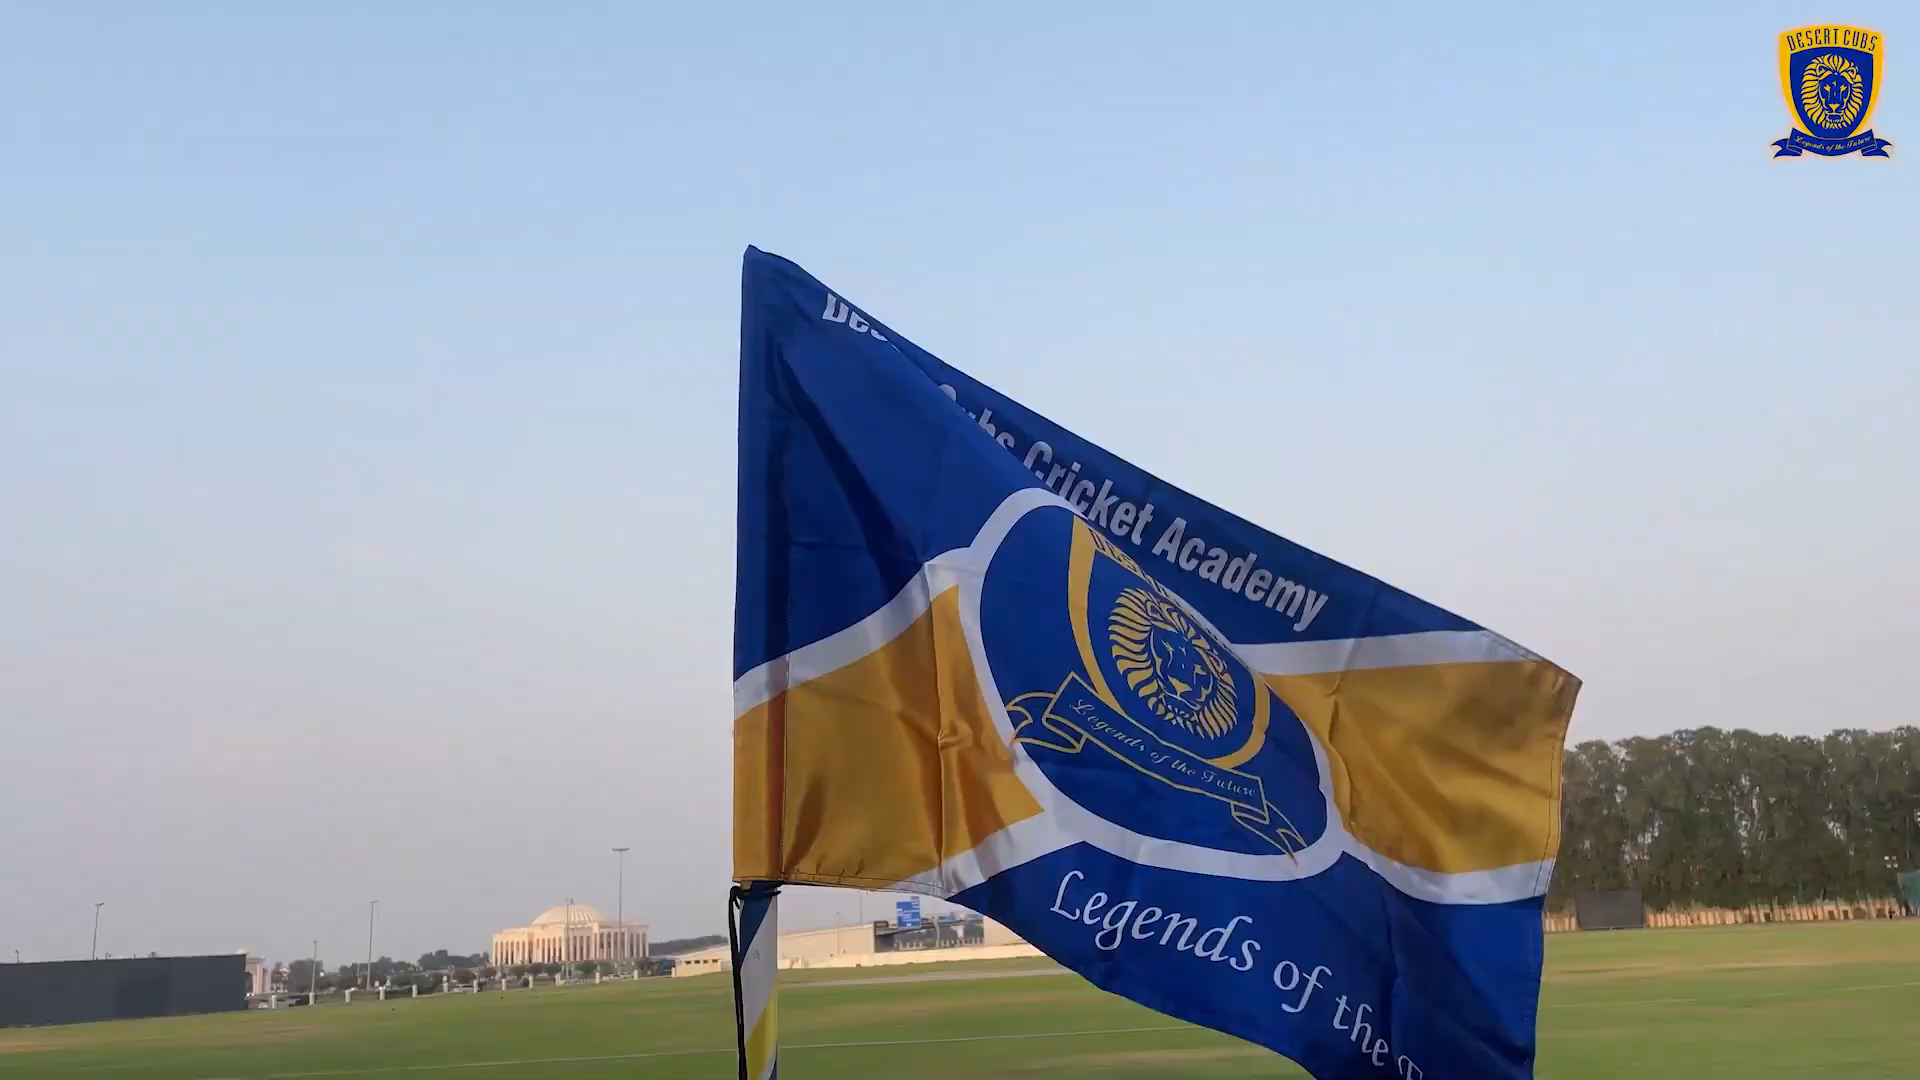 DESERT CUBS
Legends of the Future
Cricket Academy
Legends of the Future
Legends of the